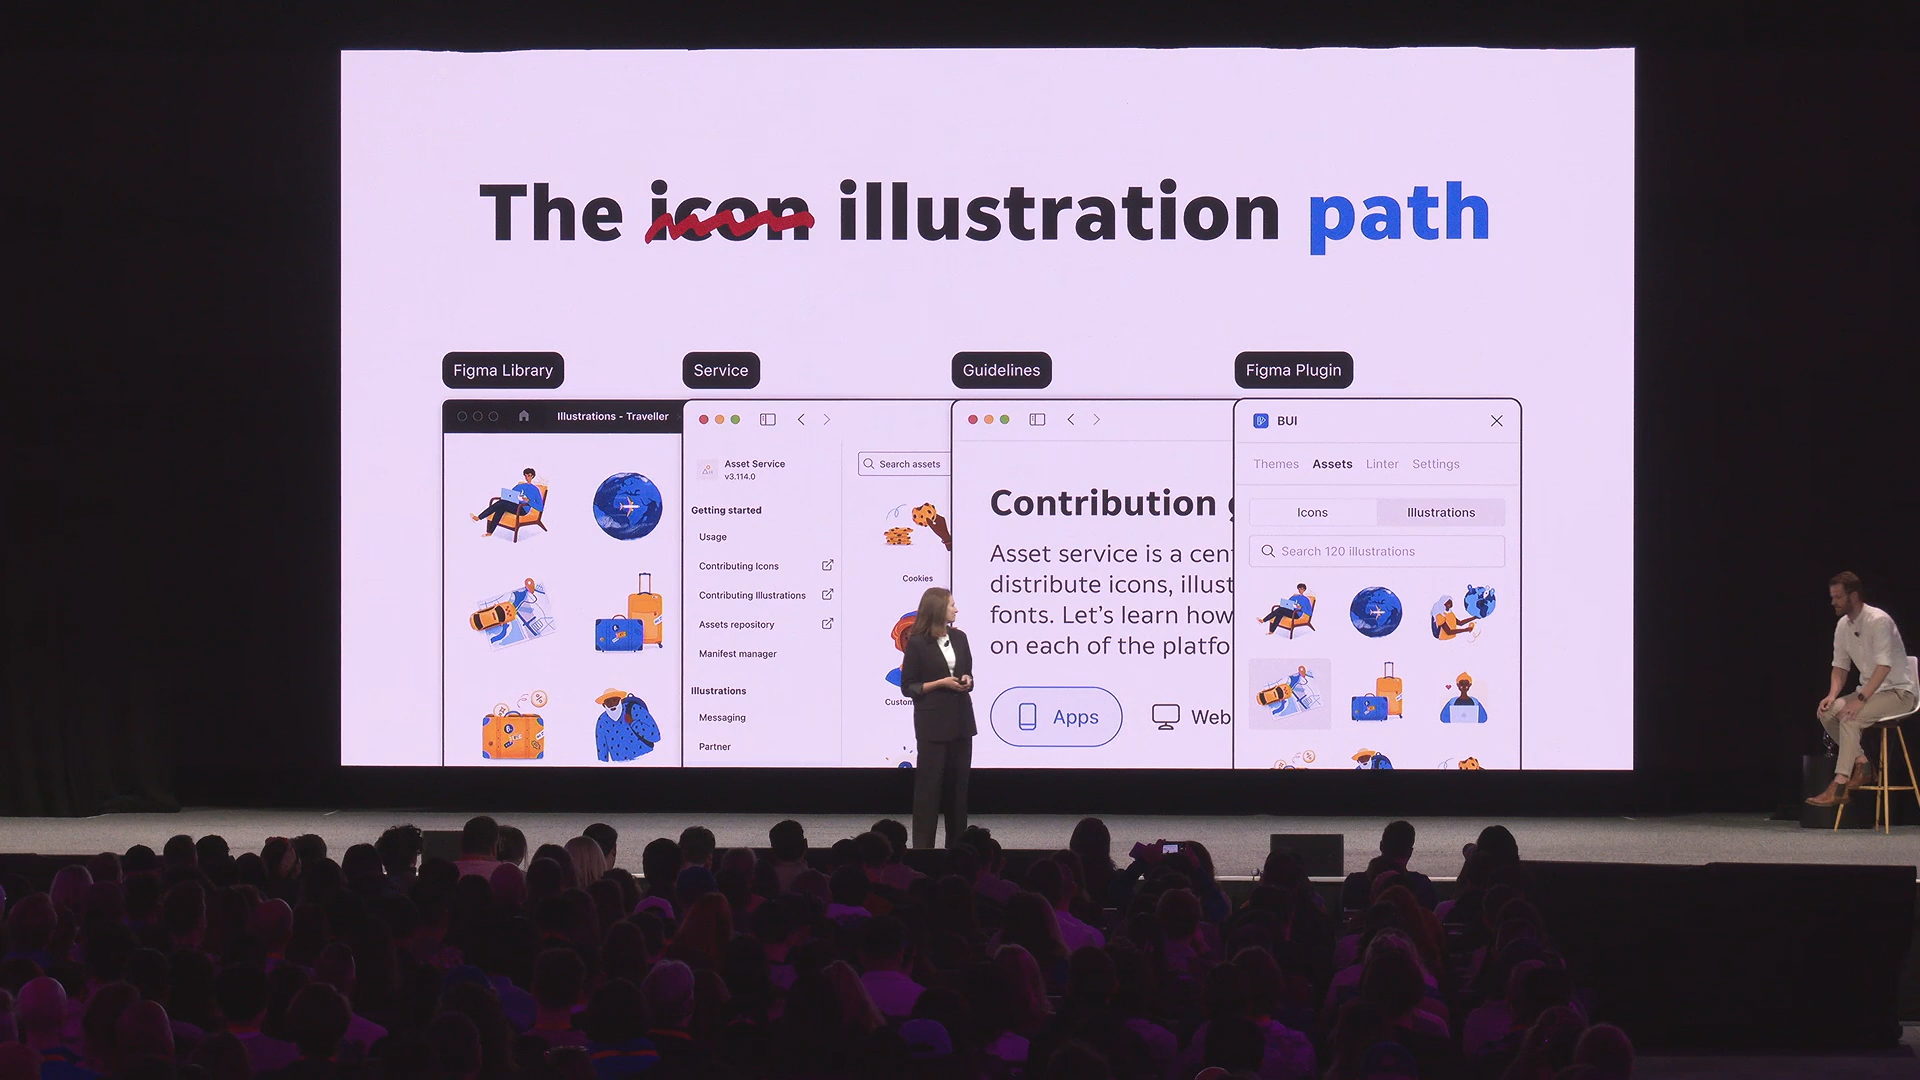 The icon illustration path
Figma Library
Service
Guidelines
Figma Plugin
Illustrations - Traveller
Asset Service
v3.114.0
Getting started
Usage
Contributing Icons
Contributing Illustrations
Assets repository
Manifest manager
Illustrations
Messaging
Partner
Search assets
Cookies
Custom
Contribution
Asset service is a cen
distribute icons, illust
fonts. Let's learn how
on each of the platfo
Apps
Web
BUI
Themes Assets Linter Settings
Icons Illustrations
Search 120 illustrations